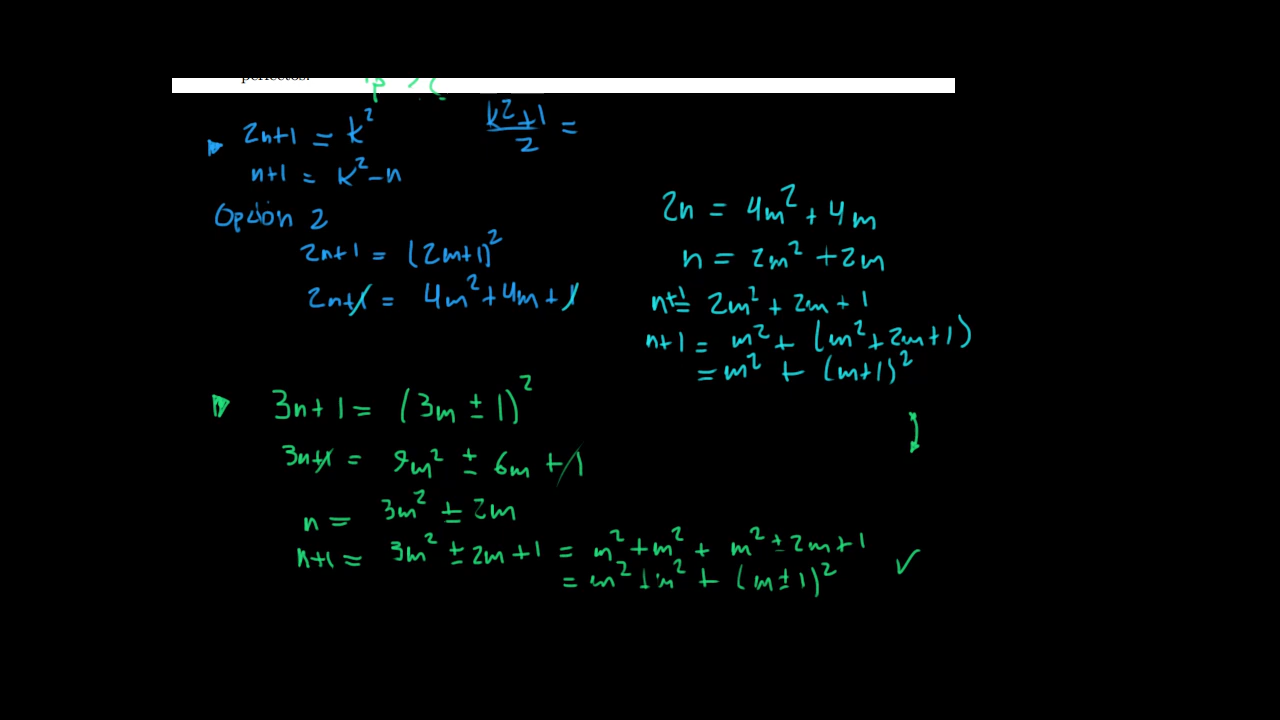 perfectos.
2n+1 = k²
k²+1/2 =
n+1 = k²-n
Opción 2
2n+1 = (2m+1)²
2n+1 = 4m²+4m+1
2n = 4m²+4m
n = 2m²+2m
n+1= 2m²+2m+1
n+1 = m²+(m²+2m+1)
= m² + (m+1)²
3n+1 = (3m ± 1)²
3n+1 = 9m² ± 6m + 1
n = 3m² ± 2m
n+1 = 3m² ± 2m+1 = m²+m² + m² ± 2m+1
= m²+m² + (m±1)² ✓